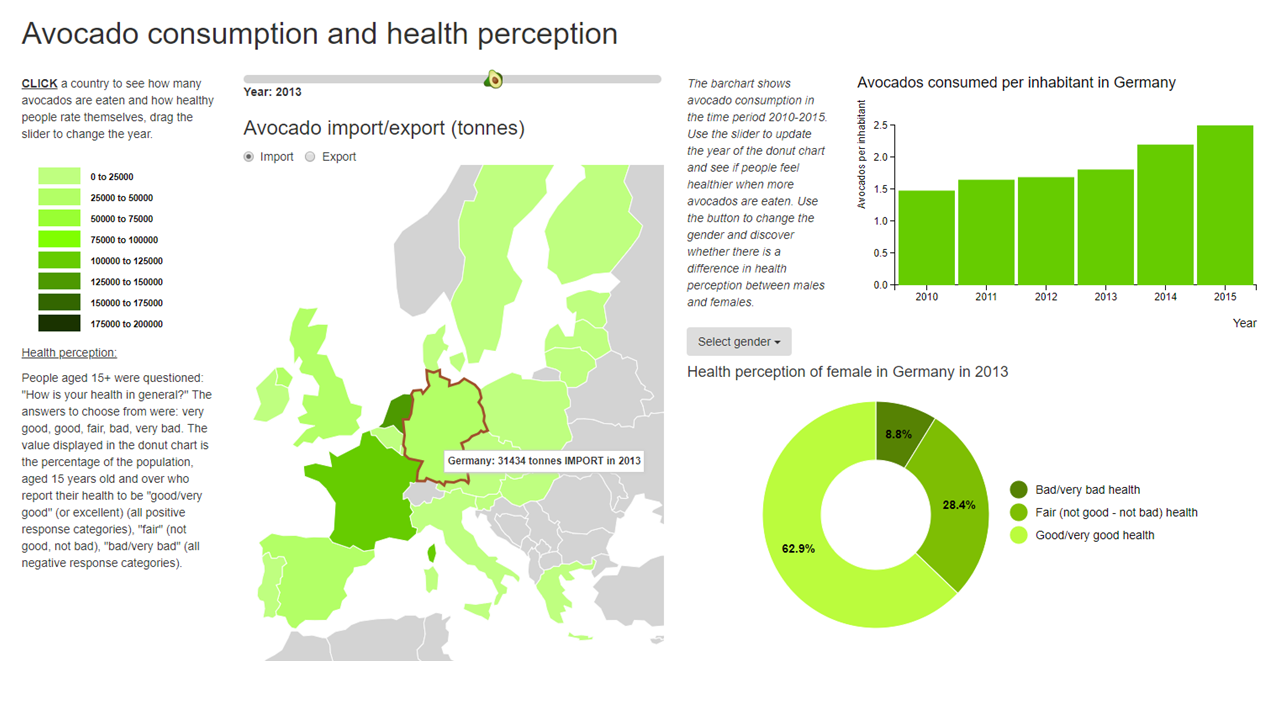 Avocado consumption and health perception
CLICK a country to see how many
avocados are eaten and how healthy
people rate themselves, drag the
slider to change the year.
0 to 25000
25000 to 50000
50000 to 75000
75000 to 100000
100000 to 125000
125000 to 150000
150000 to 175000
175000 to 200000
Health perception:
People aged 15+ were questioned:
"How is your health in general?" The
answers to choose from were: very
good, good, fair, bad, very bad. The
value displayed in the donut chart is
the percentage of the population,
aged 15 years old and over who
report their health to be "good/very
good" (or excellent) (all positive
response categories), "fair" (not
good, not bad), "bad/very bad" (all
negative response categories).
Year: 2013
Avocado import/export (tonnes)
Import Export
Germany: 31434 tonnes IMPORT in 2013
The barchart shows
avocado consumption in
the time period 2010-2015.
Use the slider to update
the year of the donut chart
and see if people feel
healthier when more
avocados are eaten. Use
the button to change the
gender and discover
whether there is a
difference in health
perception between males
and females.
Avocados consumed per inhabitant in Germany
Avocados per inhabitant
2.5
2.0
1.5
1.0
0.5
0.0
2010 2011 2012 2013 2014 2015
Year
Select gender
Health perception of female in Germany in 2013
8.8%
28.4%
62.9%
Bad/very bad health
Fair (not good - not bad) health
Good/very good health